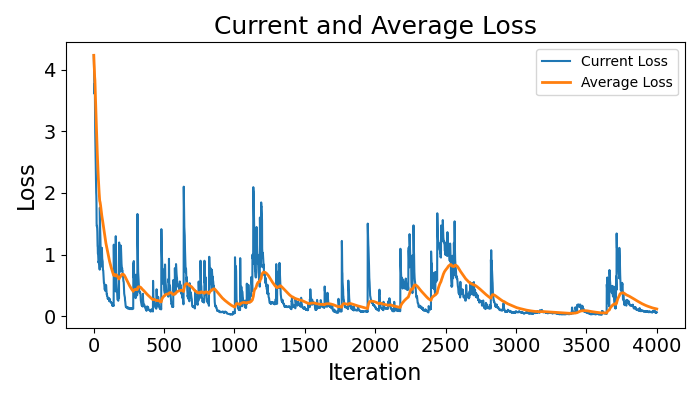 Current and Average Loss
Current Loss
Average Loss
Loss
4
3
2
1
0
0 500 1000 1500 2000 2500 3000 3500 4000
Iteration